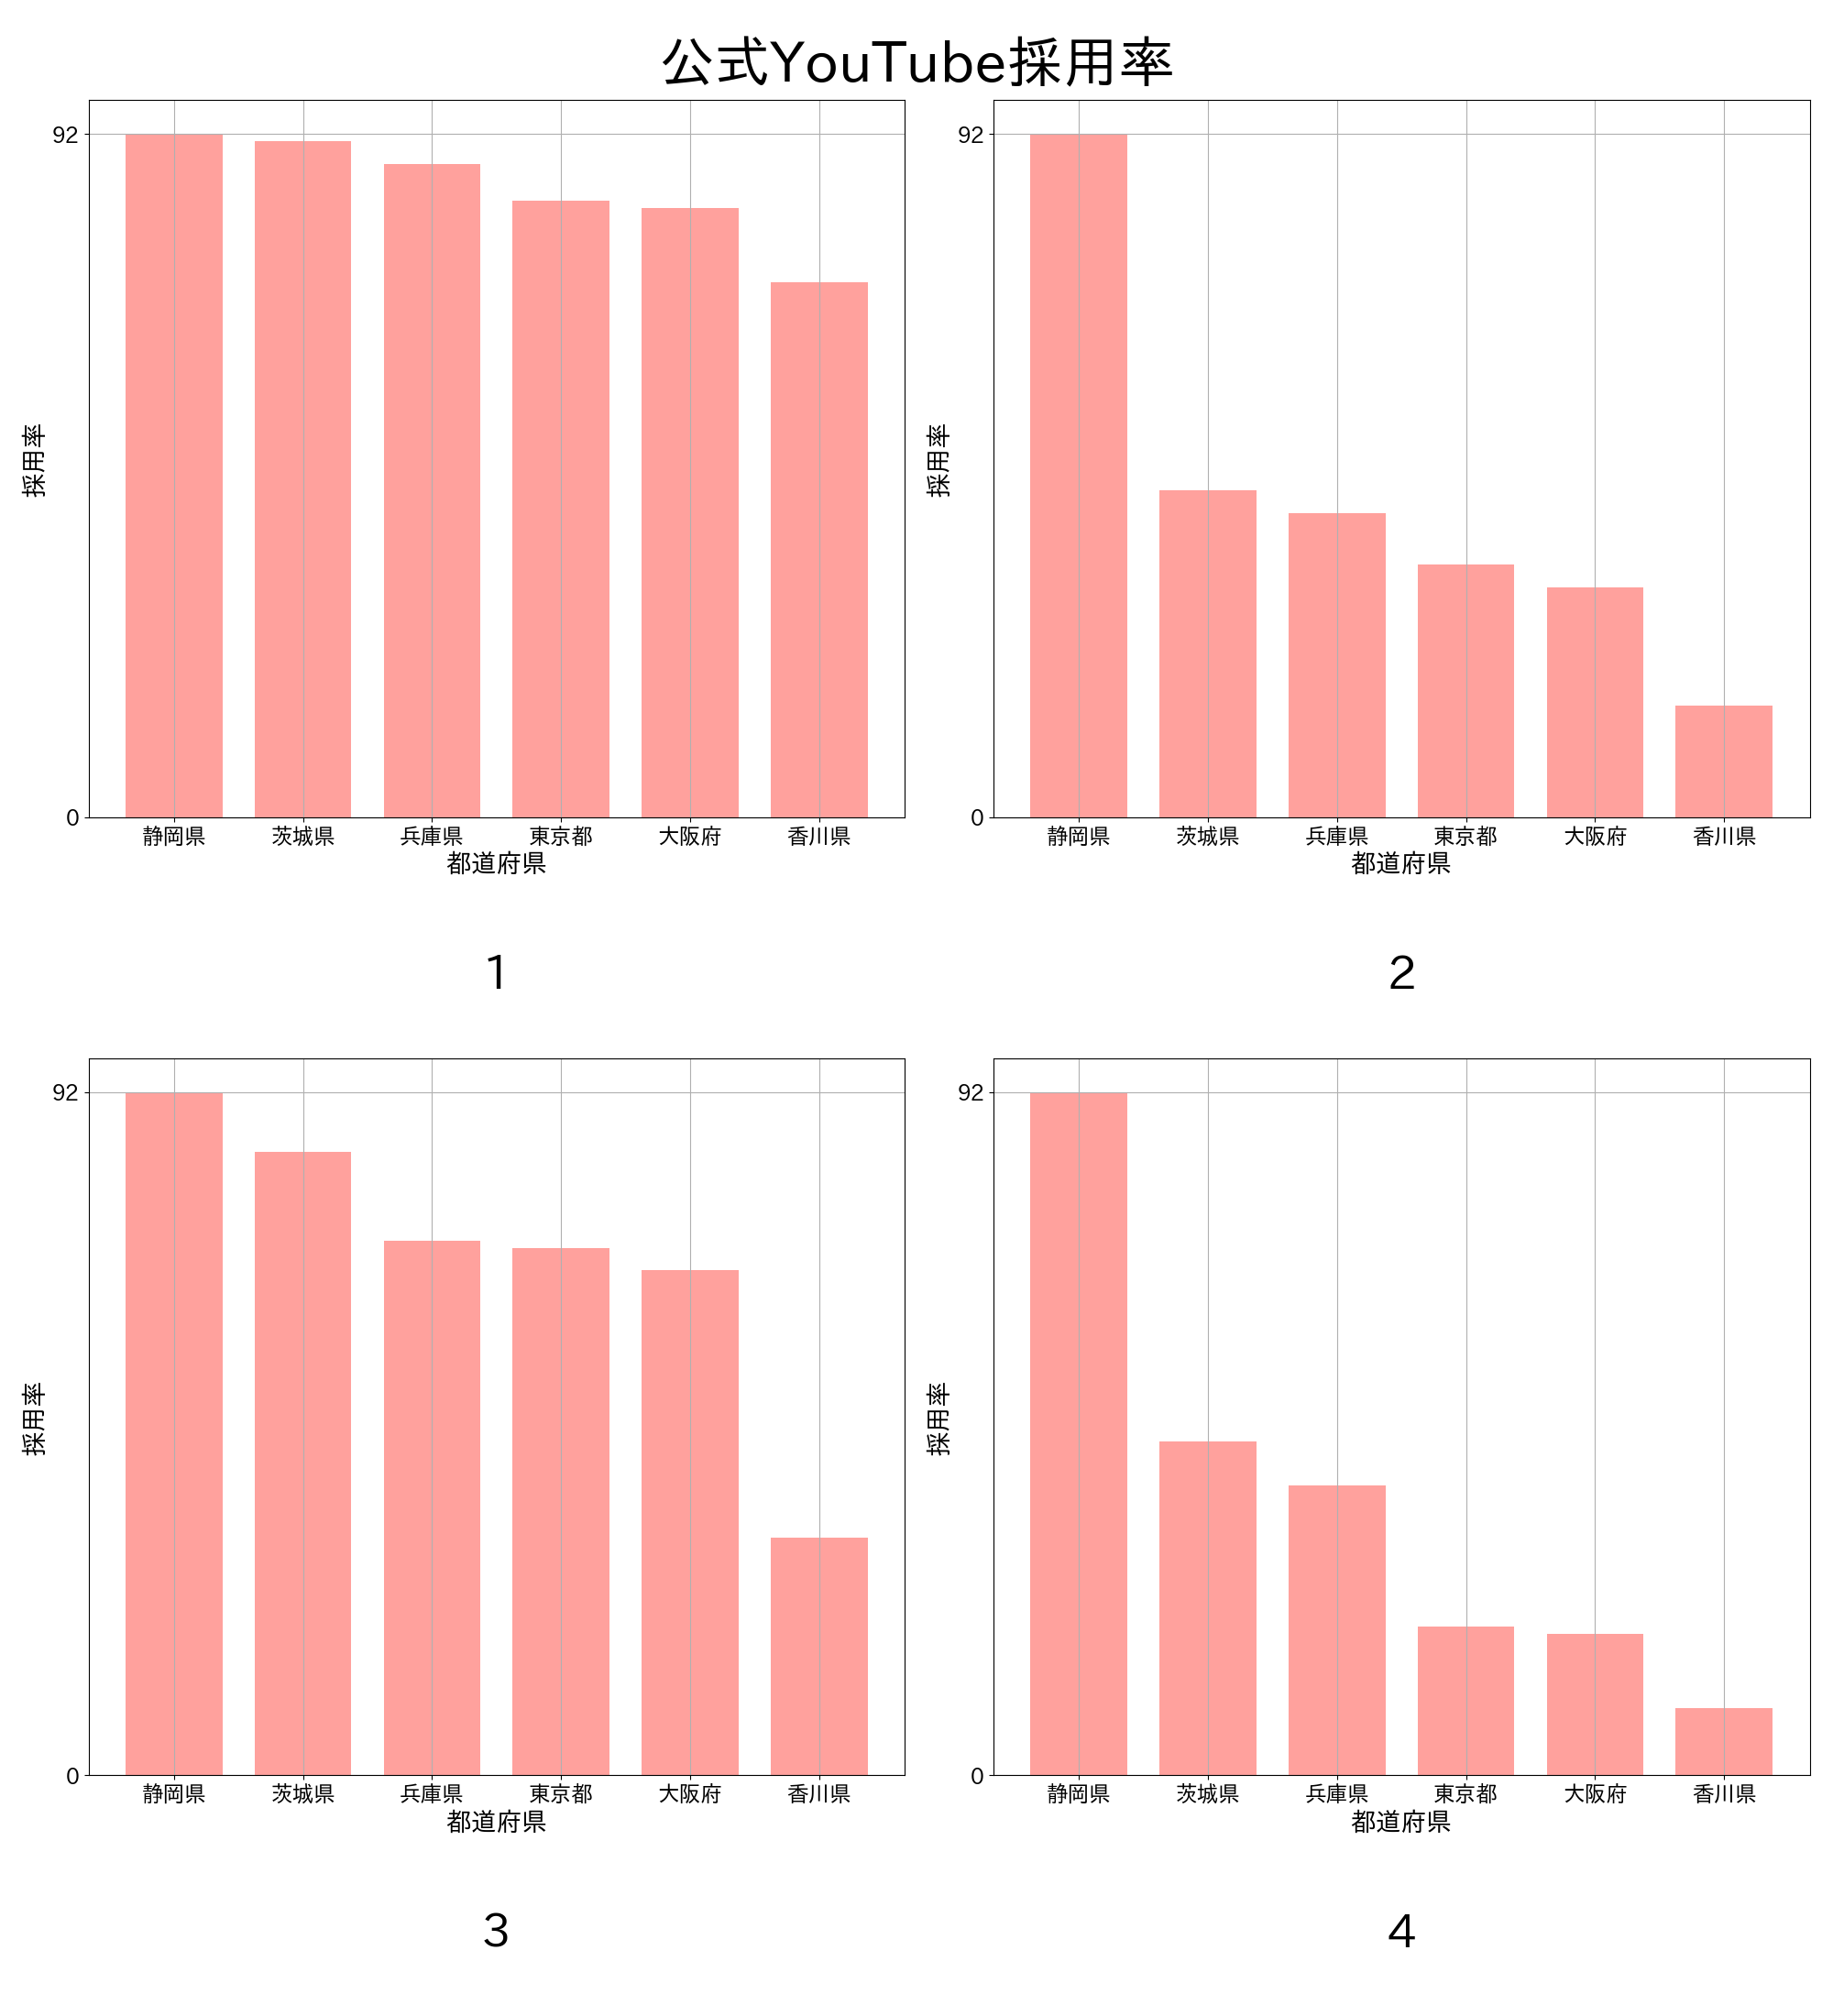 公式YouTube採用率
92
採用率
0
静岡県 茨城県 兵庫県 東京都 大阪府 香川県
都道府県
1
92
採用率
0
静岡県 茨城県 兵庫県 東京都 大阪府 香川県
都道府県
2
92
採用率
0
静岡県 茨城県 兵庫県 東京都 大阪府 香川県
都道府県
3
92
採用率
0
静岡県 茨城県 兵庫県 東京都 大阪府 香川県
都道府県
4